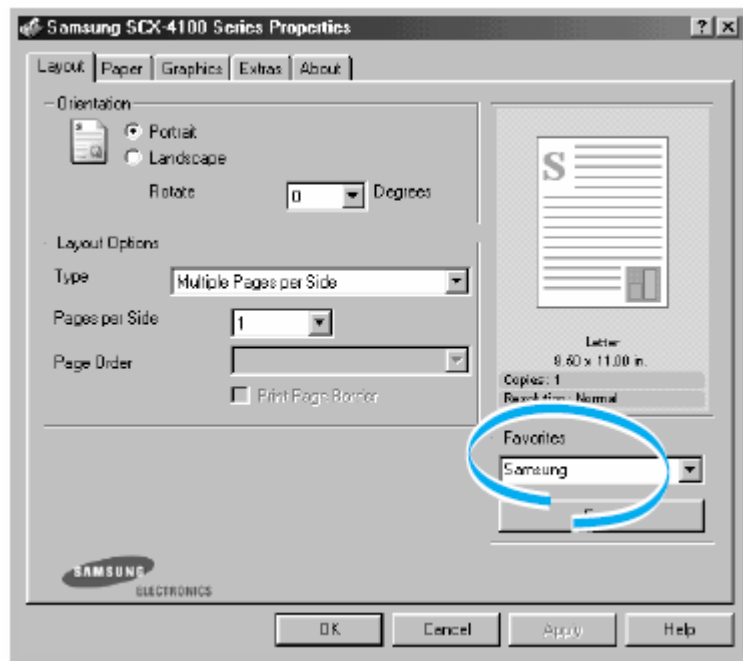 Samsung SCX-4100 Series Properties
Layout Paper Graphics Extras About
Orientation
Portrait
Landscape
Rotate 0 Degrees
Layout Options
Type Multiple Pages per Side
Pages per Side 1
Page Order
Print Page Border
S
Letter
8.50 x 11.00 in.
Copies: 1
Resolution: Normal
Favorites
Samsung
SAMSUNG
ELECTRONICS
OK Cancel Apply Help